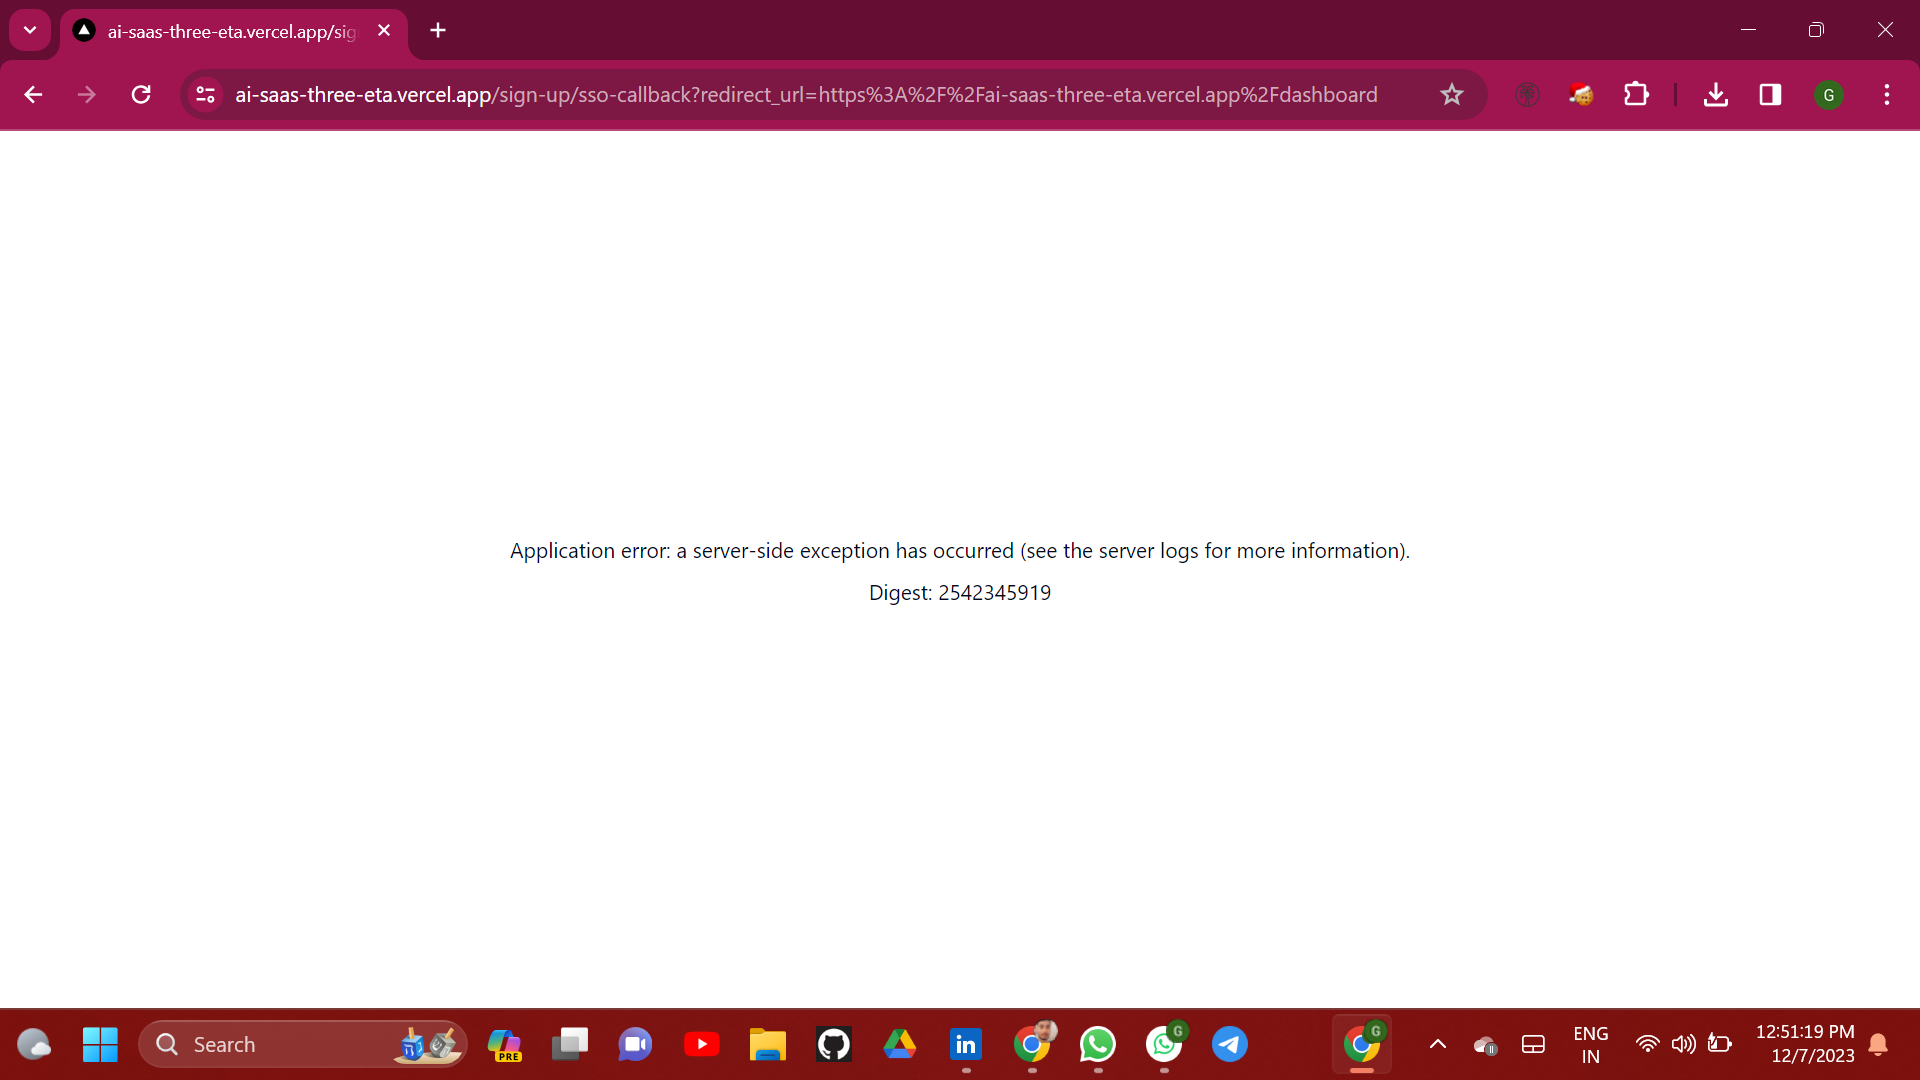 ai-saas-three-eta.vercel.app/sig
ai-saas-three-eta.vercel.app/sign-up/sso-callback?redirect_url=https%3A%2F%2Fai-saas-three-eta.vercel.app%2Fdashboard
G
Application error: a server-side exception has occurred (see the server logs for more information).
Digest: 2542345919
Search
PRE
in
G
G
ENG
IN
12:51:19 PM
12/7/2023